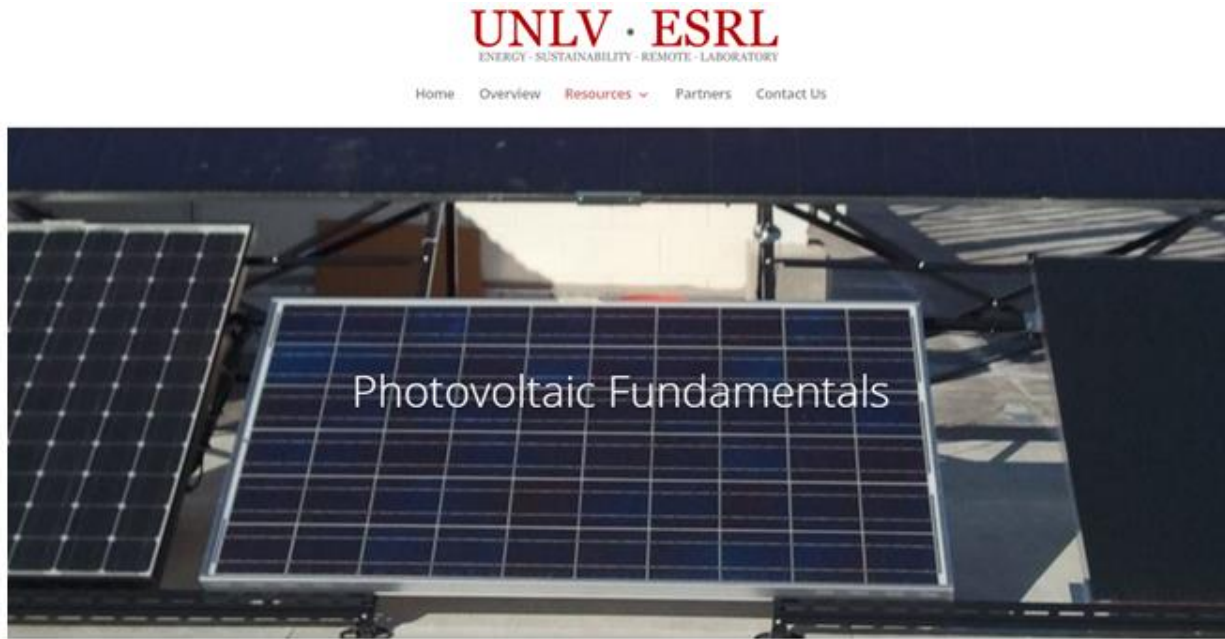 UNLV · ESRL
ENERGY · SUSTAINABILITY · REMOTE · LABORATORY
Home Overview Resources Partners Contact Us
Photovoltaic Fundamentals